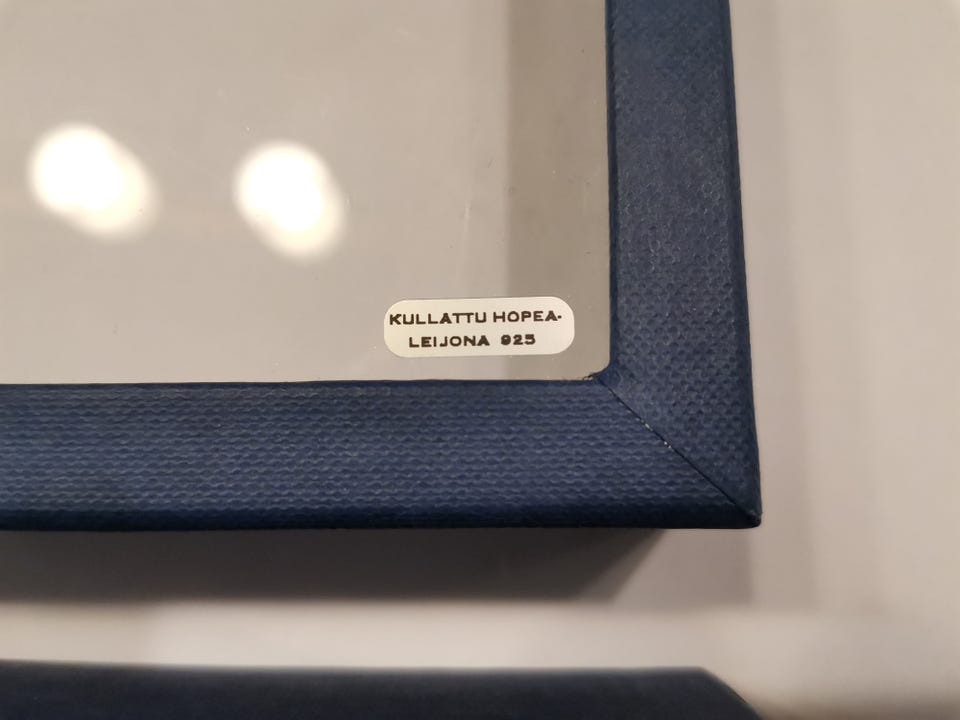 KULLATTU HOPEA-
LEIJONA 925